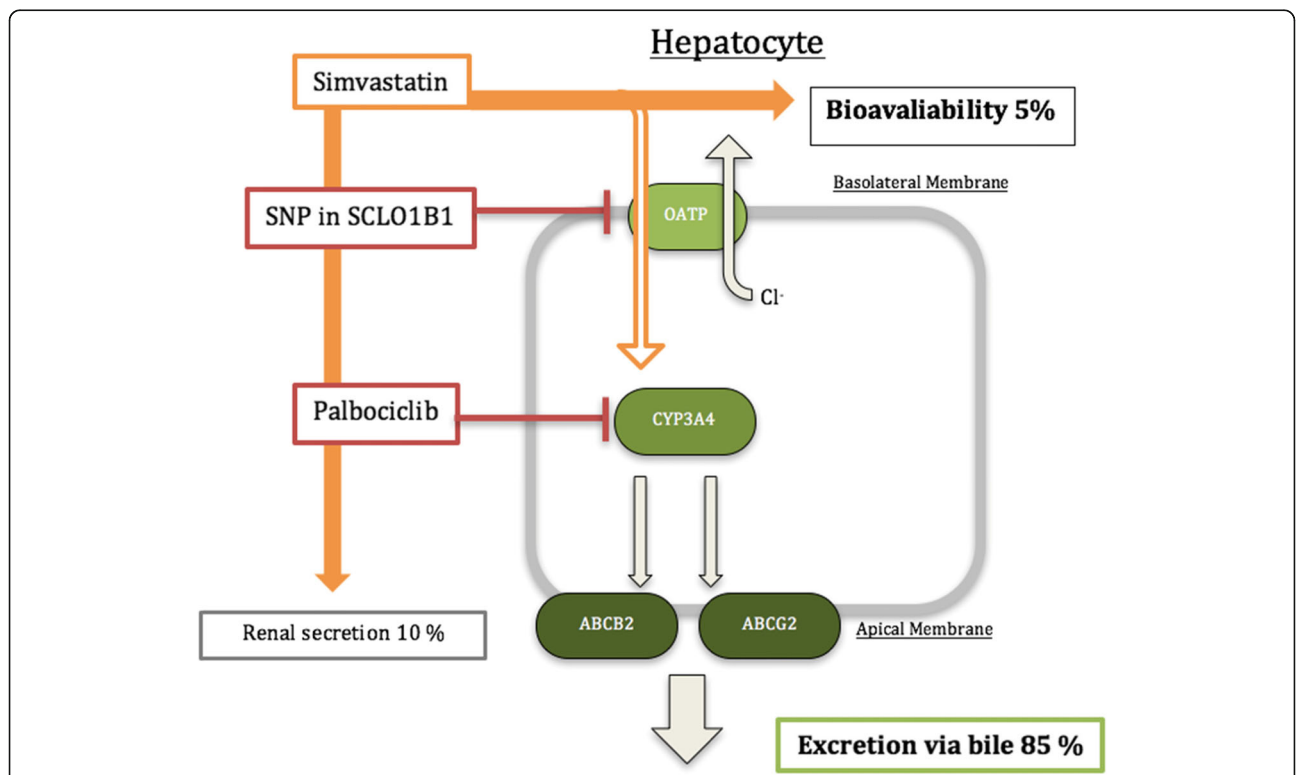 Hepatocyte
Simvastatin
Bioavaliability 5%
Basolateral Membrane
SNP in SCLO1B1
OATP
Cl-
Palbociclib
CYP3A4
Renal secretion 10 %
ABCB2
ABCG2
Apical Membrane
Excretion via bile 85 %